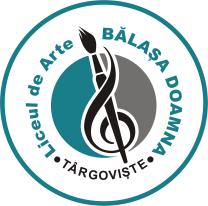 Liceul de Arte
BĂLAȘA DOAMNA
• TÂRGOVIȘTE •